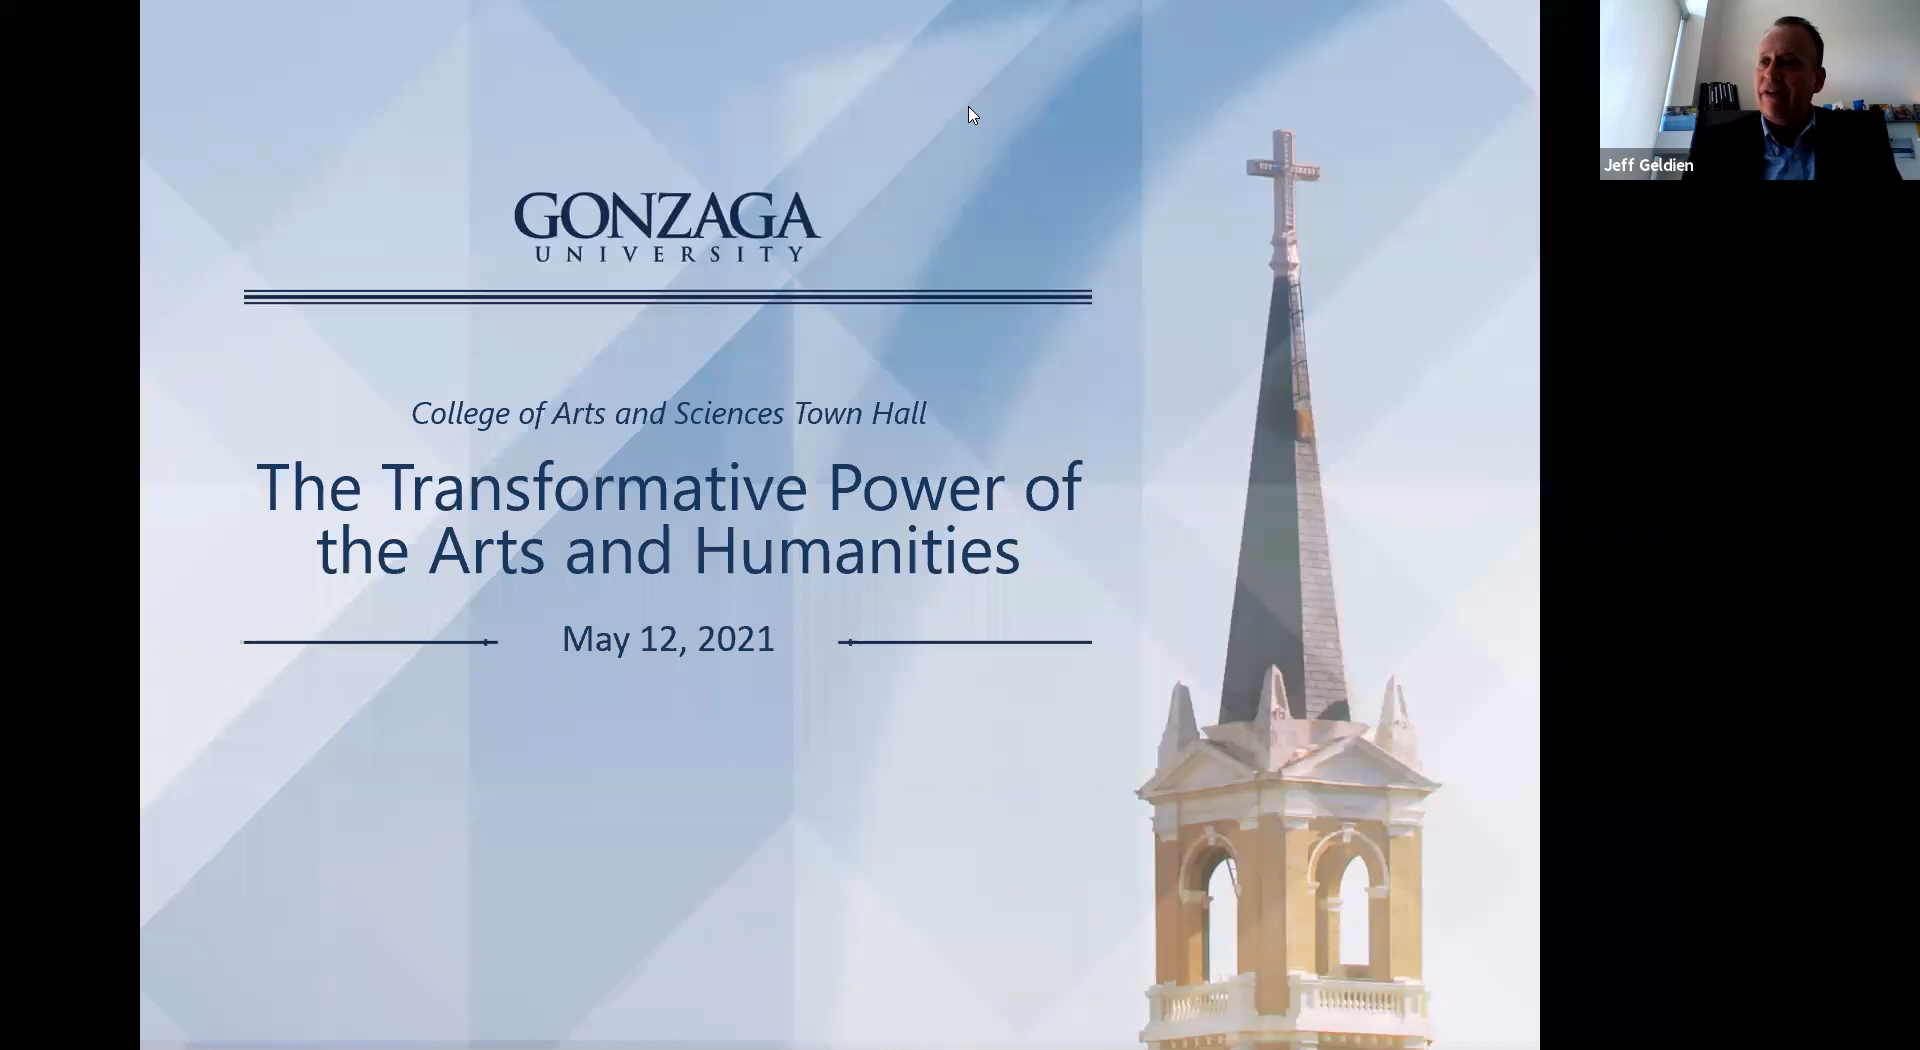 GONZAGA
UNIVERSITY
College of Arts and Sciences Town Hall
The Transformative Power of
the Arts and Humanities
May 12, 2021
Jeff Geldien